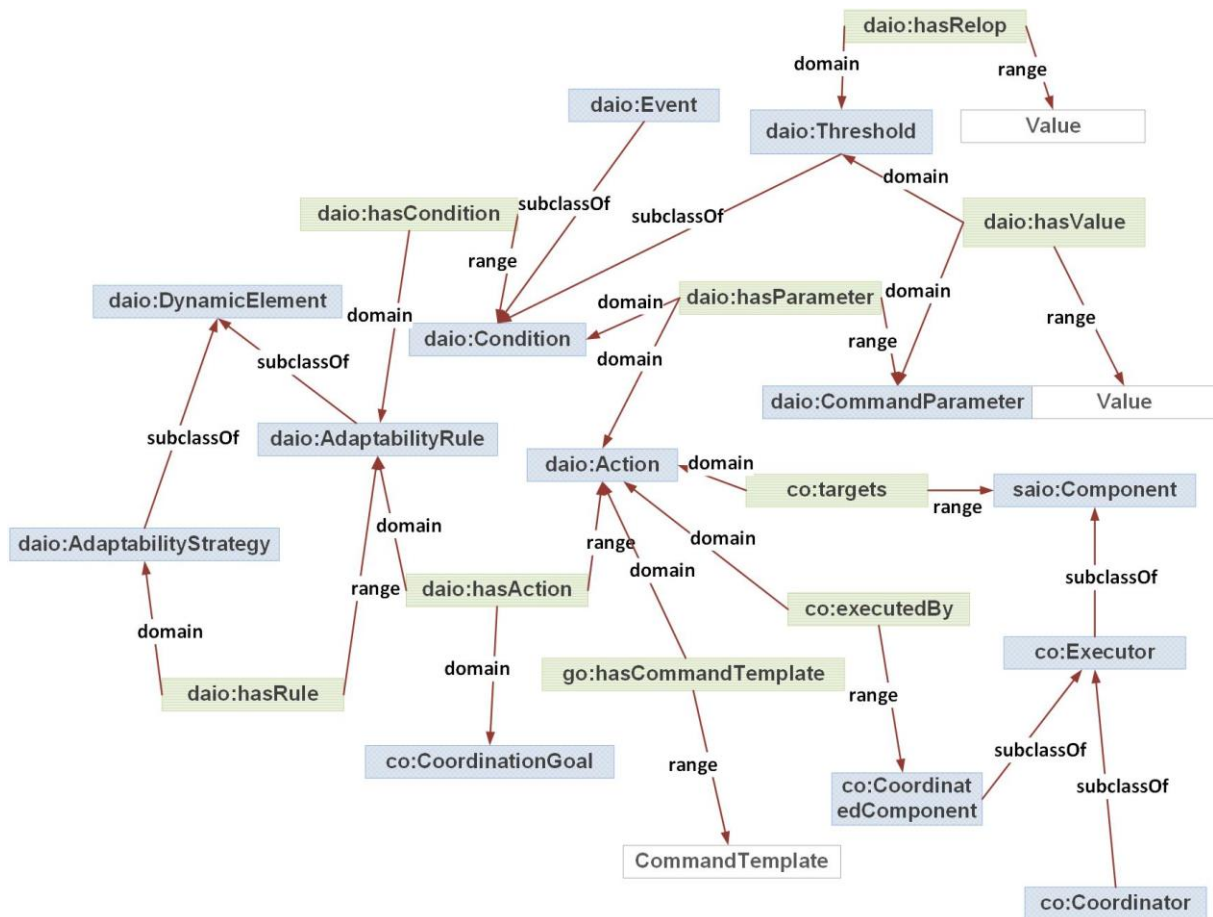 daio:hasRelop
domain
range
daio:Event
daio:Threshold
Value
domain
daio:hasCondition
subclassOf
subclassOf
daio:hasValue
range
daio:DynamicElement
domain
daio:Condition
domain
daio:hasParameter
domain
range
range
subclassOf
domain
daio:CommandParameter
Value
subclassOf
daio:AdaptabilityRule
daio:Action
domain
co:targets
saio:Component
range
daio:AdaptabilityStrategy
domain
range
domain
domain
range
daio:hasAction
subclassOf
co:executedBy
domain
domain
co:Executor
go:hasCommandTemplate
daio:hasRule
range
co:CoordinationGoal
subclassOf
range
co:Coordinat
edComponent
subclassOf
CommandTemplate
co:Coordinator